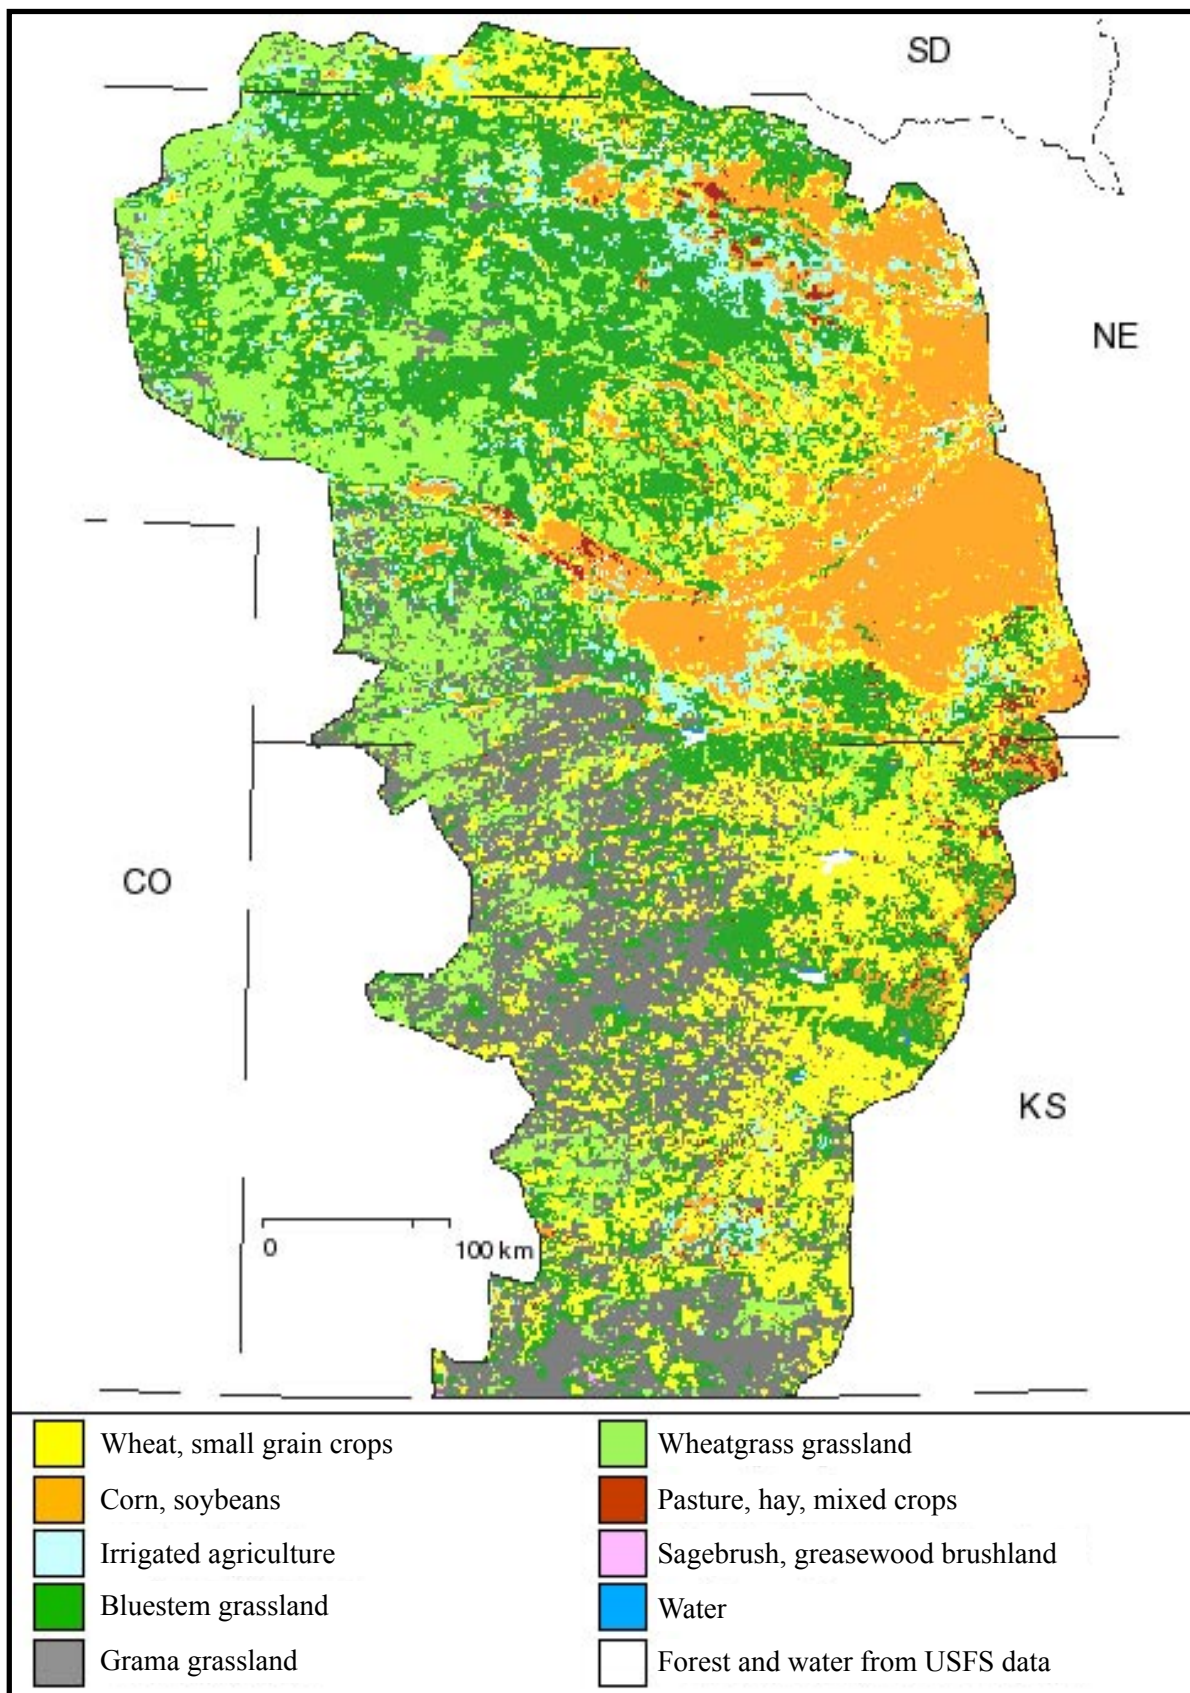 SD
NE
CO
KS
0 100 km
Wheat, small grain crops
Corn, soybeans
Irrigated agriculture
Bluestem grassland
Grama grassland
Wheatgrass grassland
Pasture, hay, mixed crops
Sagebrush, greasewood brushland
Water
Forest and water from USFS data